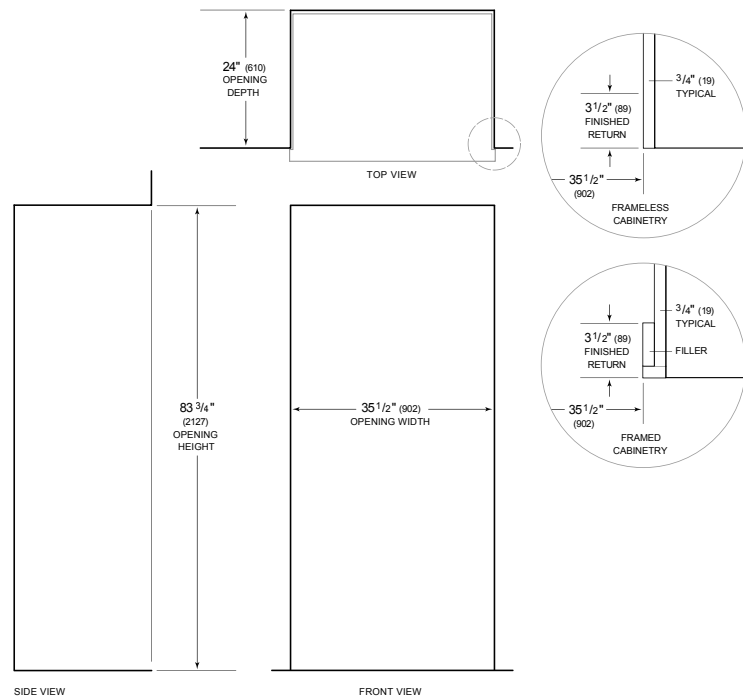 24" (610)
OPENING
DEPTH
TOP VIEW
3 1/2" (89)
FINISHED
RETURN
3/4" (19)
TYPICAL
35 1/2"
(902)
FRAMELESS
CABINETRY
83 3/4"
(2127)
OPENING
HEIGHT
35 1/2" (902)
OPENING WIDTH
3 1/2" (89)
FINISHED
RETURN
3/4" (19)
TYPICAL
FILLER
35 1/2"
(902)
FRAMED
CABINETRY
SIDE VIEW
FRONT VIEW